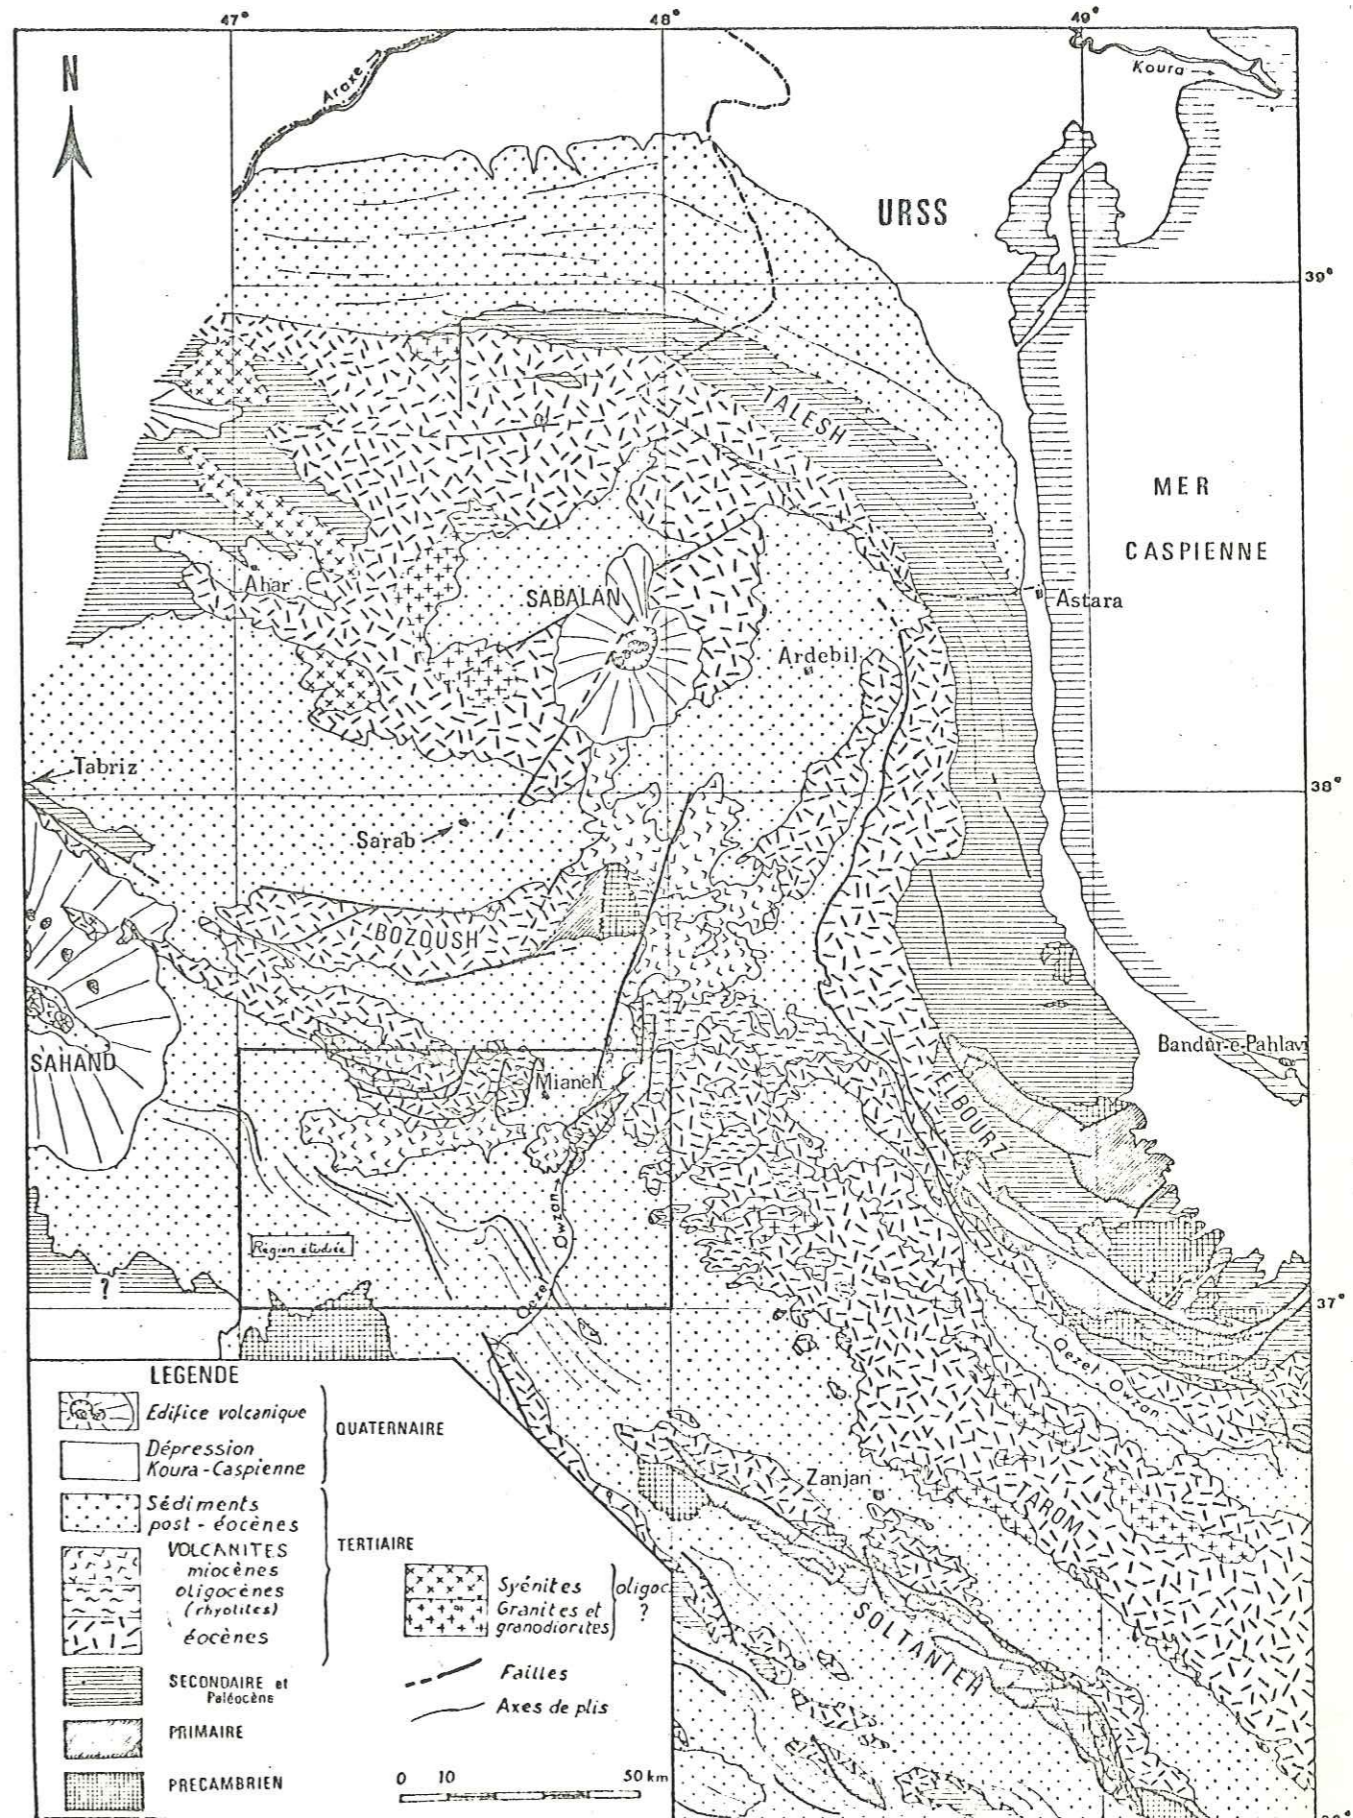 47°
48°
49°
N
Araxe
Koura
URSS
39°
TALESH
MER
CASPIENNE
Ahar
SABALAN
Astara
Ardebil
Tabriz
38°
Sarab
BOZQUSH
SAHAND
Mianeh
Bandar-e-Pahlavi
ELBOURZ
Owzan
Région étudiée
?
Qezel
37°
Qezel Owzan
LEGENDE
Edifice volcanique
QUATERNAIRE
Dépression
Koura-Caspienne
Zanjan
Sédiments
post-éocènes
TAROM
TERTIAIRE
VOLCANITES
miocènes
oligocènes
(rhyolites)
éocènes
Syénites
oligoc.
?
Granites et
granodiorites
SOLTANIEH
SECONDAIRE et
Paléocène
Failles
Axes de plis
PRIMAIRE
PRECAMBRIEN
0 10 50 km